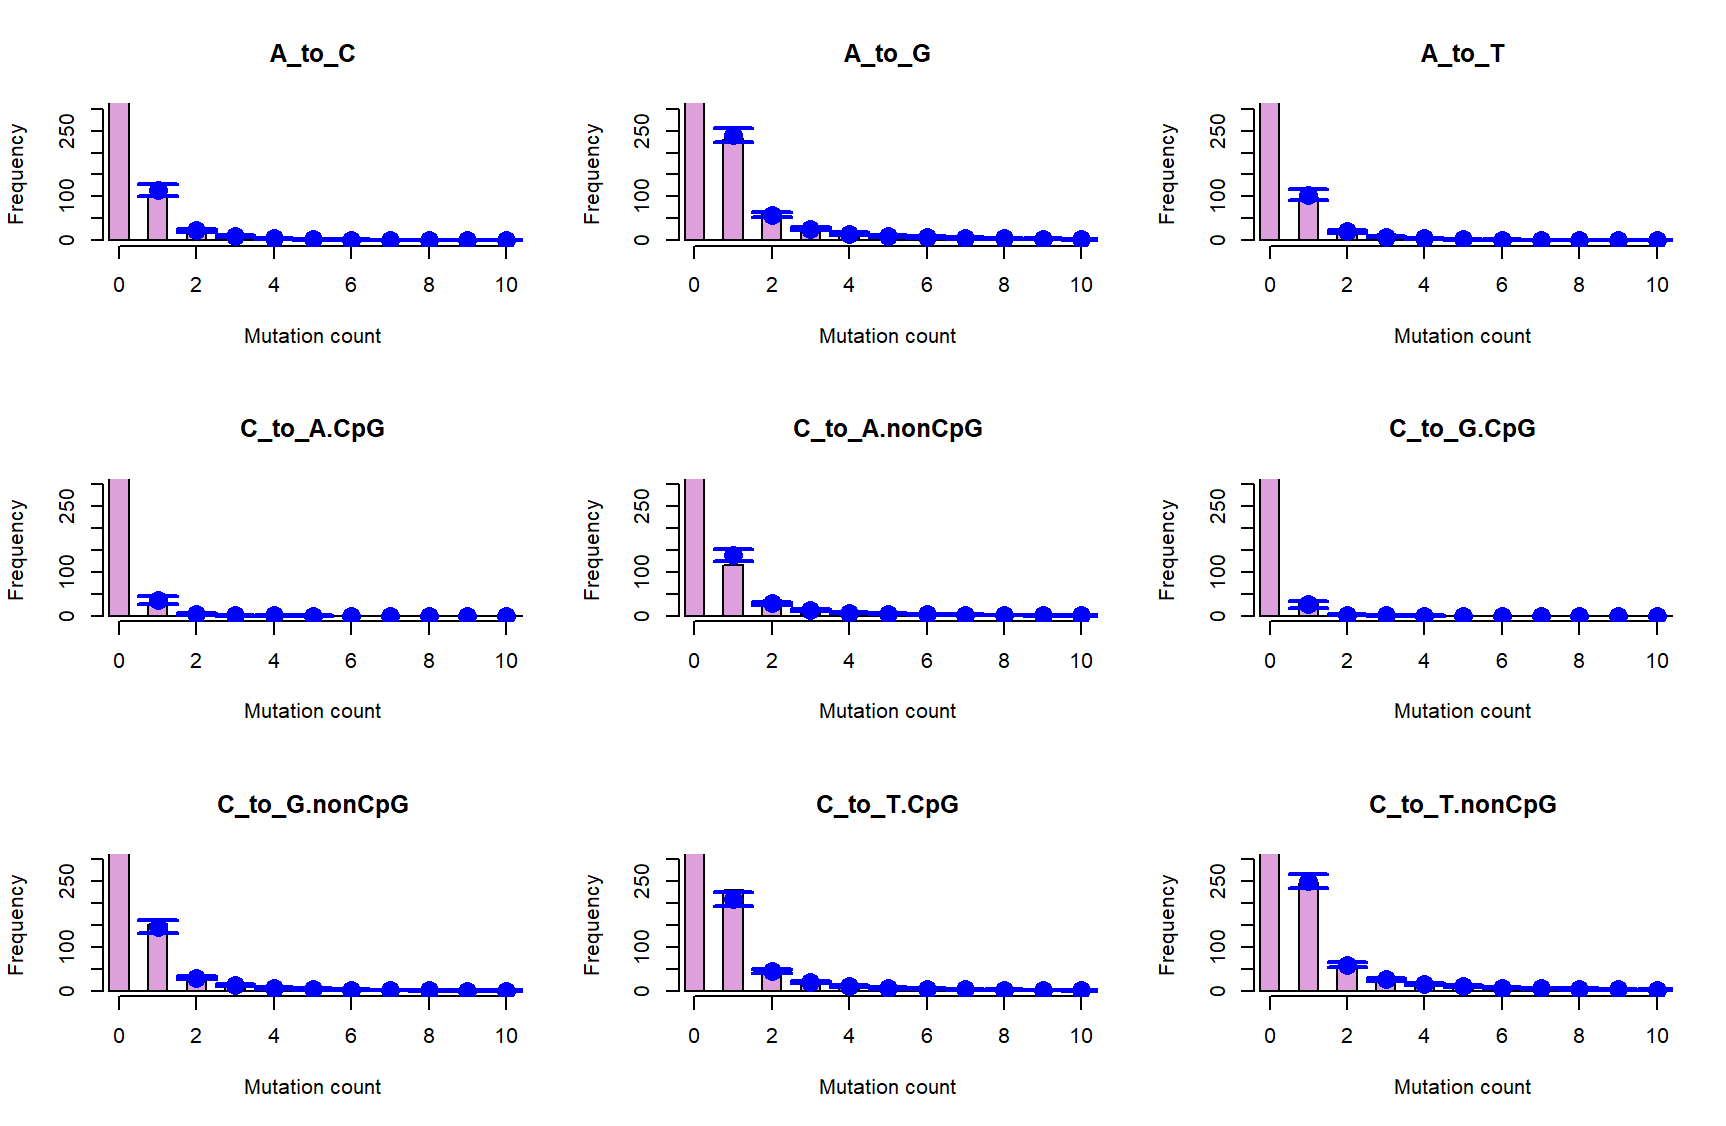 A_to_C
Frequency
250
100
0
0 2 4 6 8 10
Mutation count
A_to_G
Frequency
250
100
0
0 2 4 6 8 10
Mutation count
A_to_T
Frequency
250
100
0
0 2 4 6 8 10
Mutation count
C_to_A.CpG
Frequency
250
100
0
0 2 4 6 8 10
Mutation count
C_to_A.nonCpG
Frequency
250
100
0
0 2 4 6 8 10
Mutation count
C_to_G.CpG
Frequency
250
100
0
0 2 4 6 8 10
Mutation count
C_to_G.nonCpG
Frequency
250
100
0
0 2 4 6 8 10
Mutation count
C_to_T.CpG
Frequency
250
100
0
0 2 4 6 8 10
Mutation count
C_to_T.nonCpG
Frequency
250
100
0
0 2 4 6 8 10
Mutation count